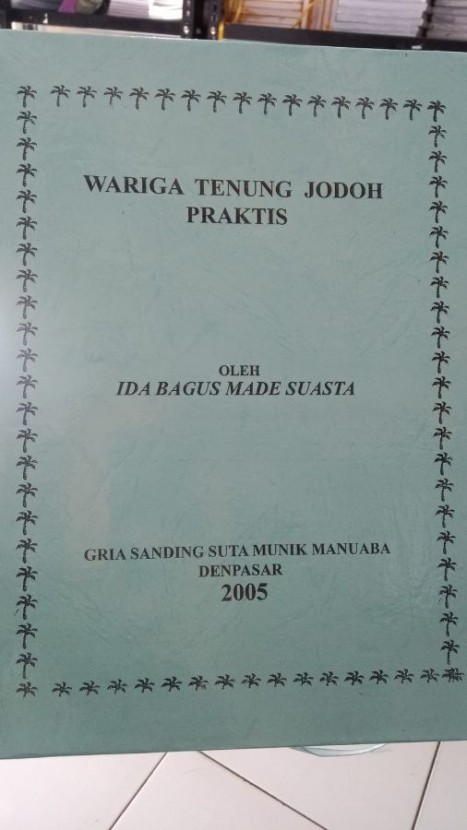 WARIGA TENUNG JODOH
PRAKTIS
OLEH
IDA BAGUS MADE SUASTA
GRIA SANDING SUTA MUNIK MANUABA
DENPASAR
2005